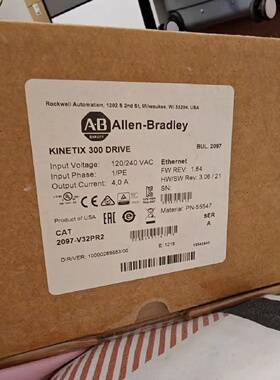 Rockwell Automation, 1202 S 2nd St, Milwaukee, WI 53204, USA
AB Allen-Bradley
KINETIX 300 DRIVE BUL. 2097
Input Voltage: 120/240 VAC Ethernet
Input Phase: 1/PE FW REV: 1.84
Output Current: 4.0 A HW/SW Rev: 3.06 / 21
SN:
Material: PN-55547
Product of USA
SER
A
CAT
2097-V32PR2